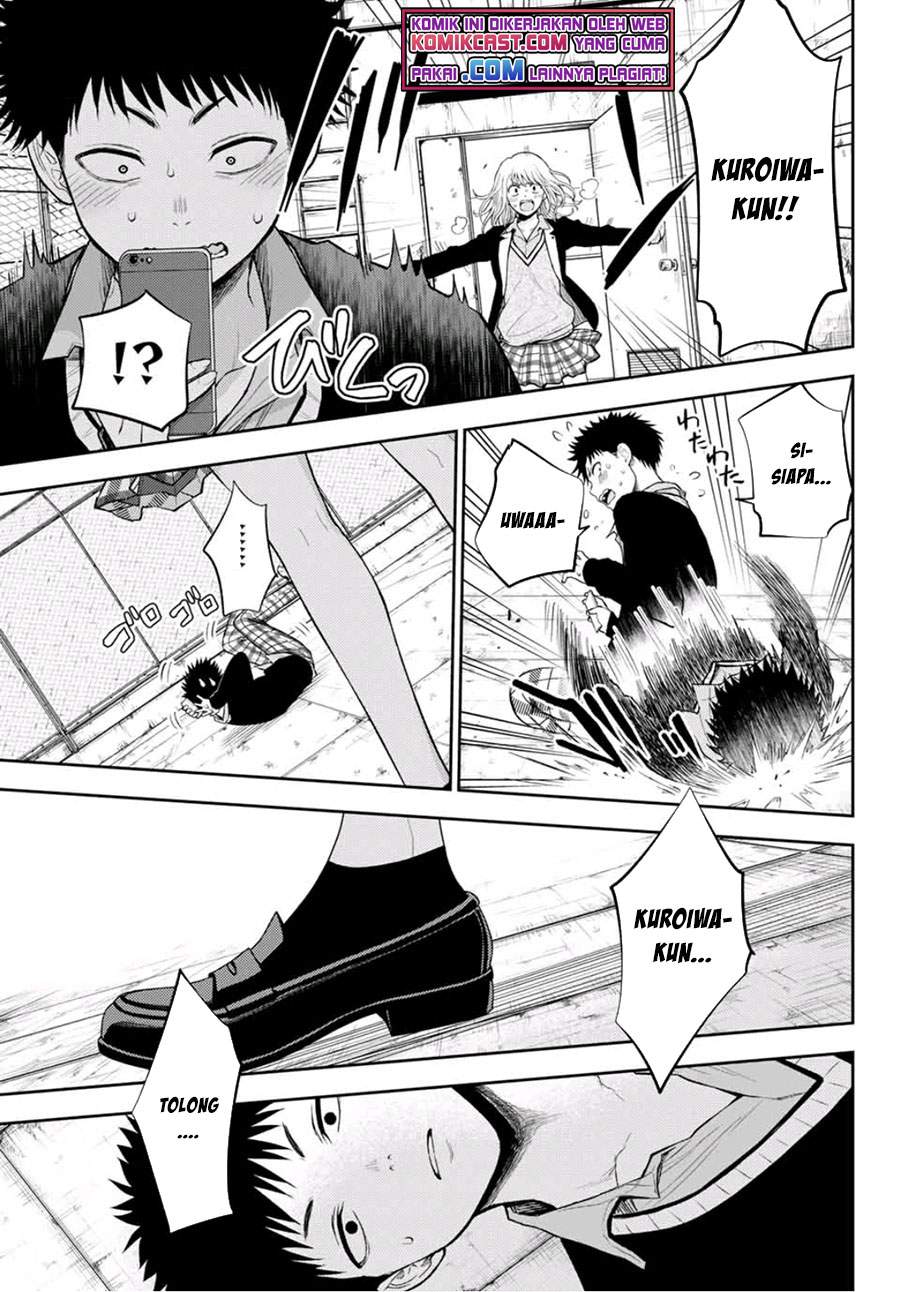 KOMIK INI DIKERJAKAN OLEH WEB
KOMIKCAST.COM YANG CUMA
PAKAI .COM LAINNYA PLAGIAT!
KUROIWA-
KUN!!
!?
びくっ
SI-
SIAPA...
わたわた
UWAAA-
........
ゴロ ゴロ
KUROIWA-
KUN...
TOLONG
....